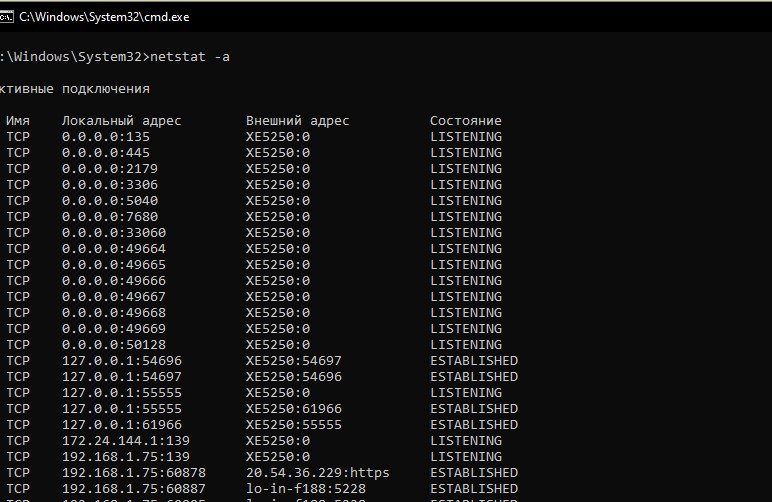 C:\Windows\System32\cmd.exe
:\Windows\System32>netstat -a
ктивные подключения
Имя Локальный адрес Внешний адрес Состояние
TCP 0.0.0.0:135 XE5250:0 LISTENING
TCP 0.0.0.0:445 XE5250:0 LISTENING
TCP 0.0.0.0:2179 XE5250:0 LISTENING
TCP 0.0.0.0:3306 XE5250:0 LISTENING
TCP 0.0.0.0:5040 XE5250:0 LISTENING
TCP 0.0.0.0:7680 XE5250:0 LISTENING
TCP 0.0.0.0:33060 XE5250:0 LISTENING
TCP 0.0.0.0:49664 XE5250:0 LISTENING
TCP 0.0.0.0:49665 XE5250:0 LISTENING
TCP 0.0.0.0:49666 XE5250:0 LISTENING
TCP 0.0.0.0:49667 XE5250:0 LISTENING
TCP 0.0.0.0:49668 XE5250:0 LISTENING
TCP 0.0.0.0:49669 XE5250:0 LISTENING
TCP 0.0.0.0:50128 XE5250:0 LISTENING
TCP 127.0.0.1:54696 XE5250:54697 ESTABLISHED
TCP 127.0.0.1:54697 XE5250:54696 ESTABLISHED
TCP 127.0.0.1:55555 XE5250:0 LISTENING
TCP 127.0.0.1:55555 XE5250:61966 ESTABLISHED
TCP 127.0.0.1:61966 XE5250:55555 ESTABLISHED
TCP 172.24.144.1:139 XE5250:0 LISTENING
TCP 192.168.1.75:139 XE5250:0 LISTENING
TCP 192.168.1.75:60878 20.54.36.229:https ESTABLISHED
TCP 192.168.1.75:60887 lo-in-f188:5228 ESTABLISHED